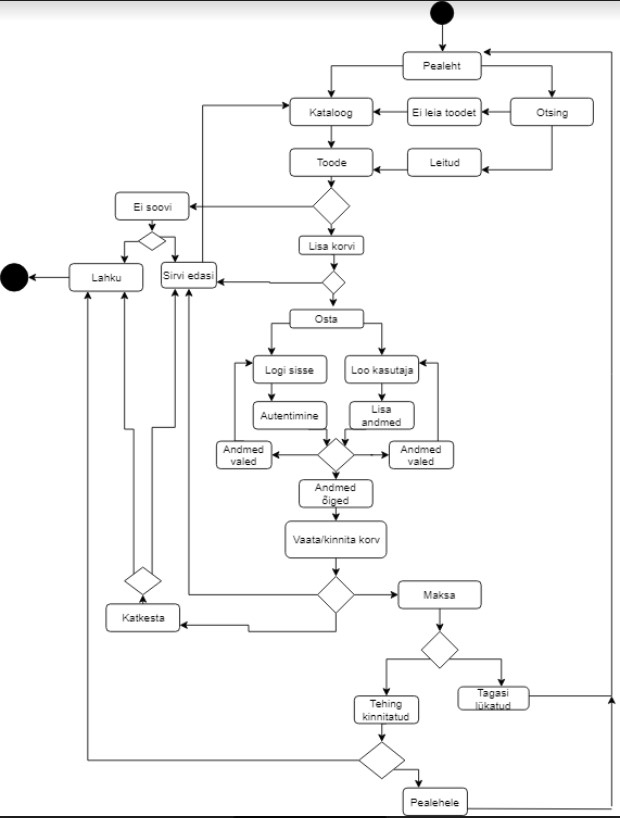 Pealeht
Kataloog
Ei leia toodet
Otsing
Toode
Leitud
Ei soovi
Lisa korvi
Lahku
Sirvi edasi
Osta
Logi sisse
Loo kasutaja
Autentimine
Lisa
andmed
Andmed
valed
Andmed
valed
Andmed
õiged
Vaata/kinnita korv
Maksa
Katkesta
Tehing
kinnitatud
Tagasi
lükatud
Pealehele